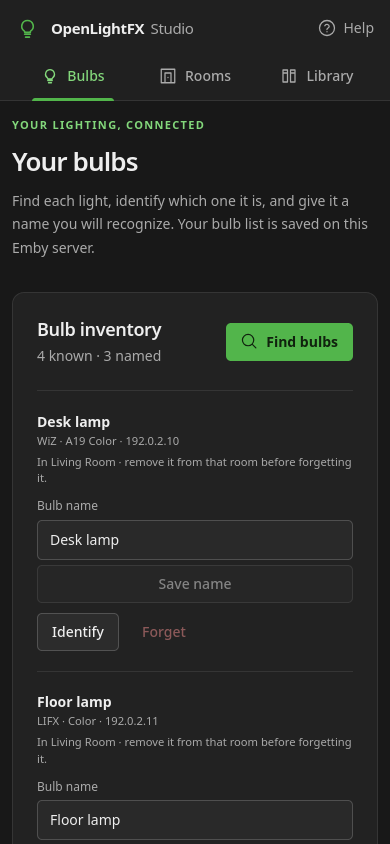 OpenLightFX Studio
Help
Bulbs
Rooms
Library
YOUR LIGHTING, CONNECTED
Your bulbs
Find each light, identify which one it is, and give it a
name you will recognize. Your bulb list is saved on this
Emby server.
Bulb inventory
4 known · 3 named
Find bulbs
Desk lamp
WiZ · A19 Color · 192.0.2.10
In Living Room · remove it from that room before forgetting
it.
Bulb name
Desk lamp
Save name
Identify
Forget
Floor lamp
LIFX · Color · 192.0.2.11
In Living Room · remove it from that room before forgetting
it.
Bulb name
Floor lamp